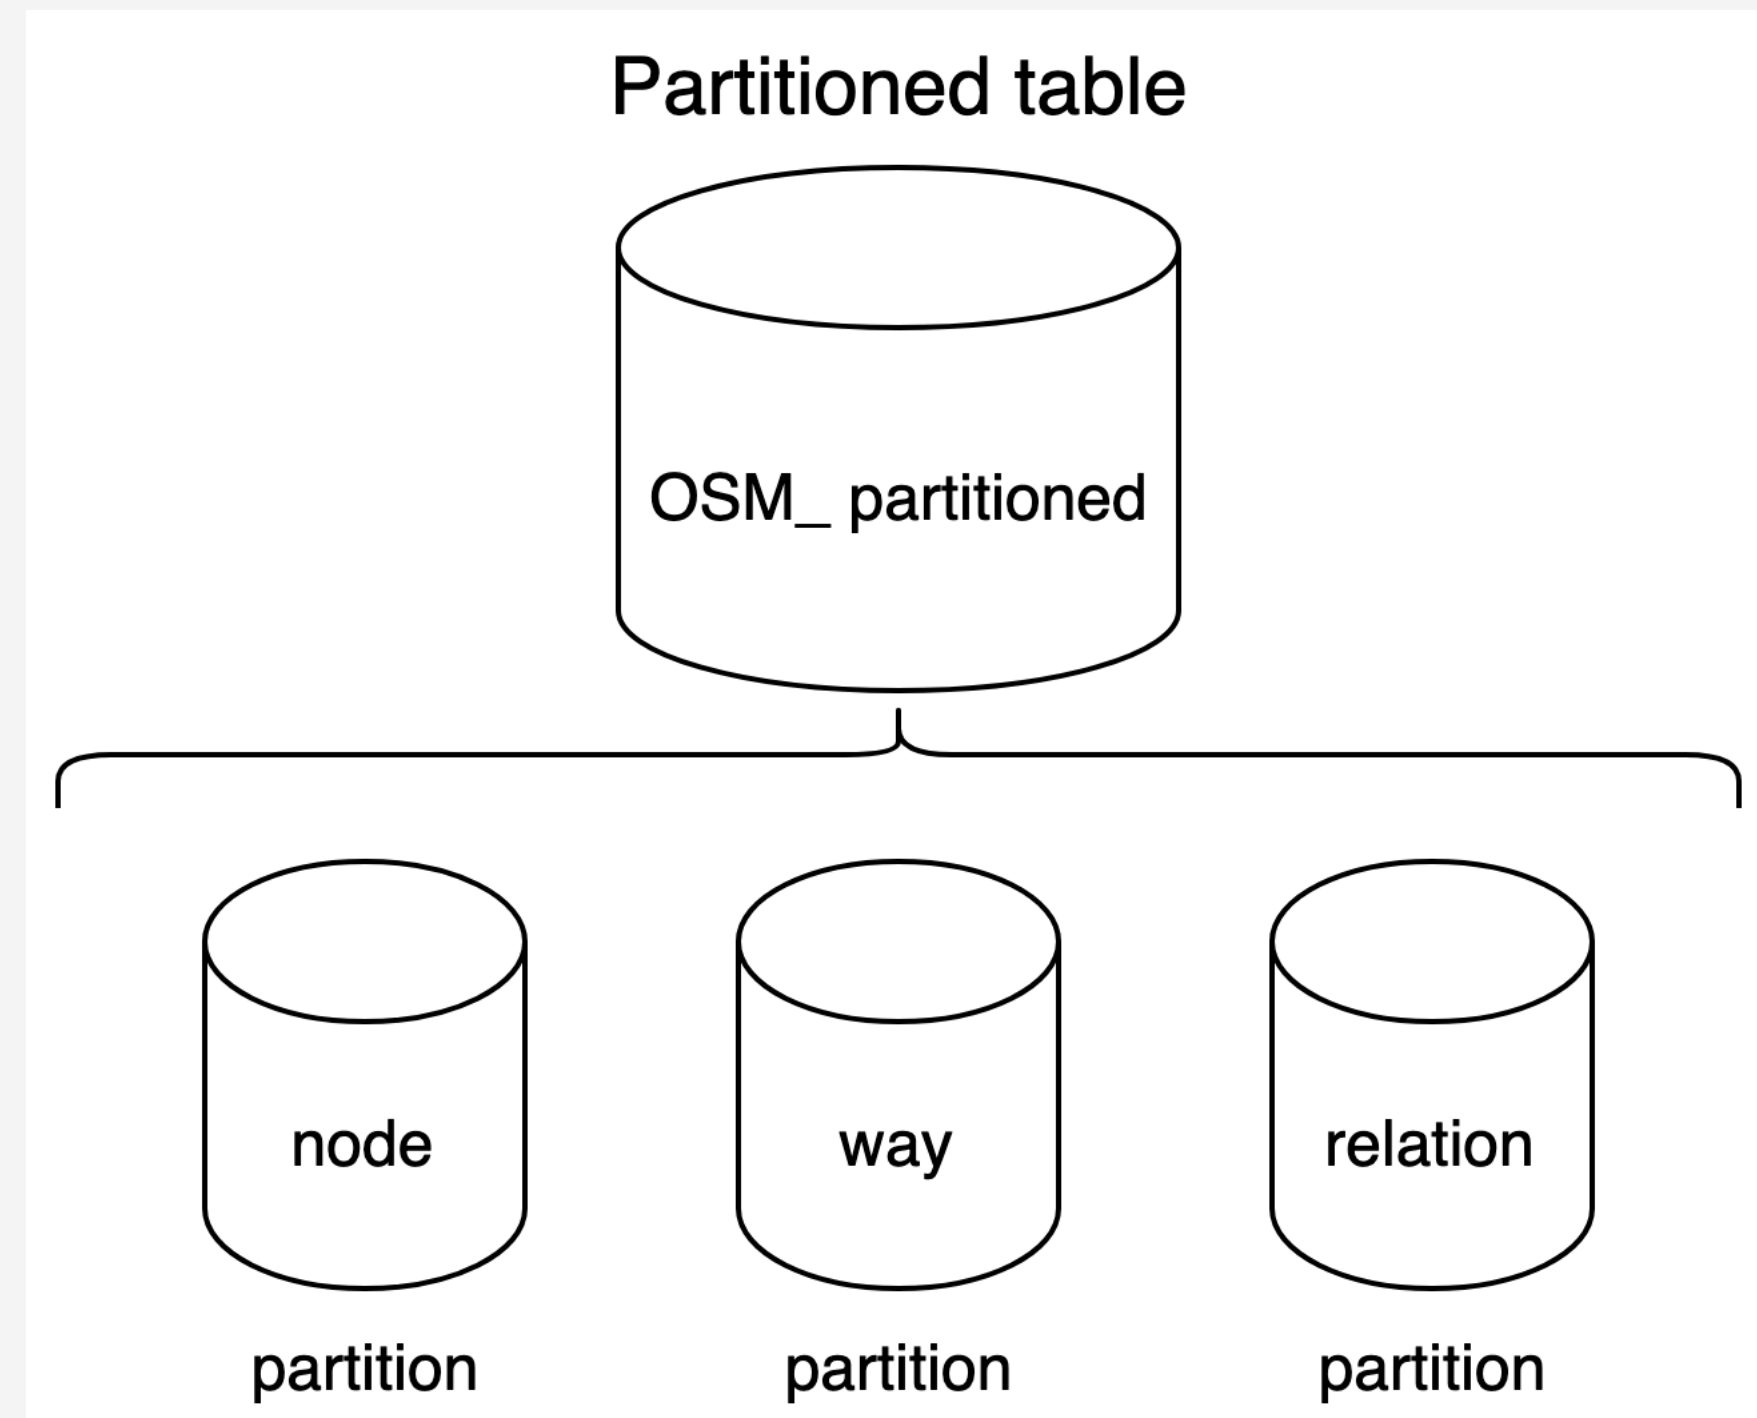 Partitioned table
OSM_ partitioned
node
way
relation
partition
partition
partition